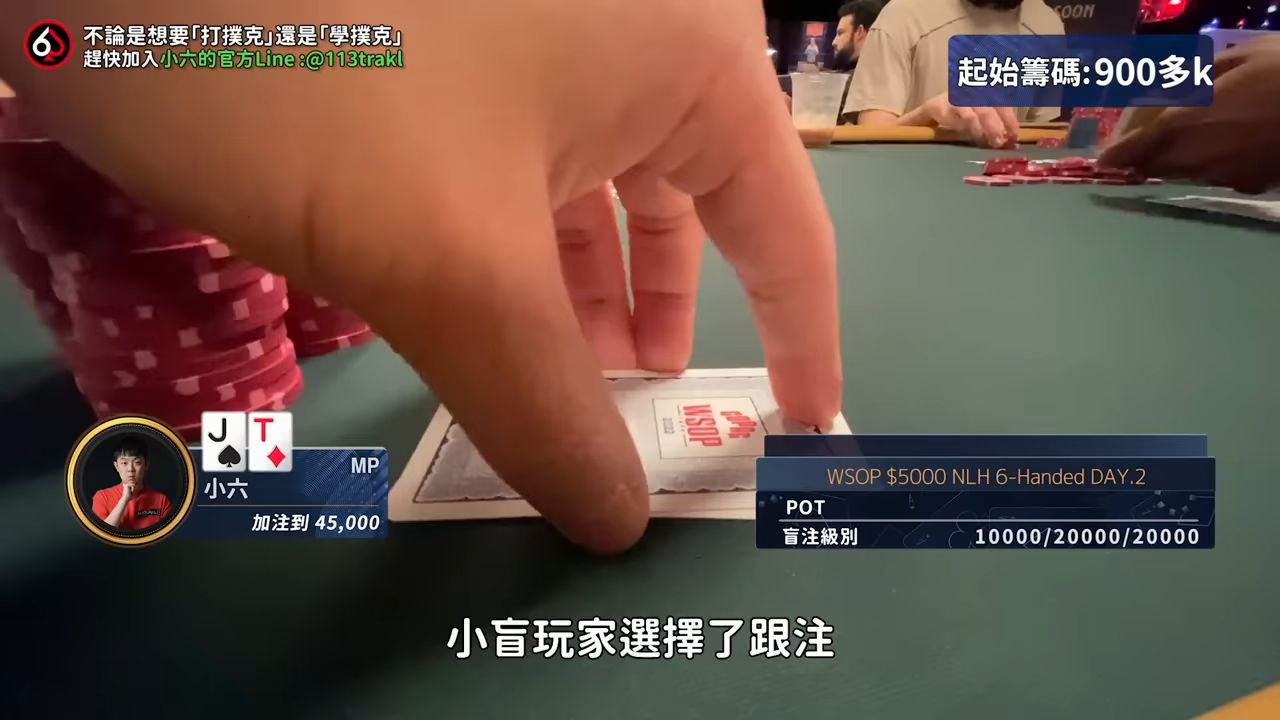 不論是想要「打撲克」還是「學撲克」
趕快加入小六的官方Line :@113trakl
起始籌碼:900多k
J
T
MP
小六
加注到 45,000
WSOP
WSOP $5000 NLH 6-Handed DAY.2
POT
盲注級別
10000/20000/20000
小盲玩家選擇了跟注